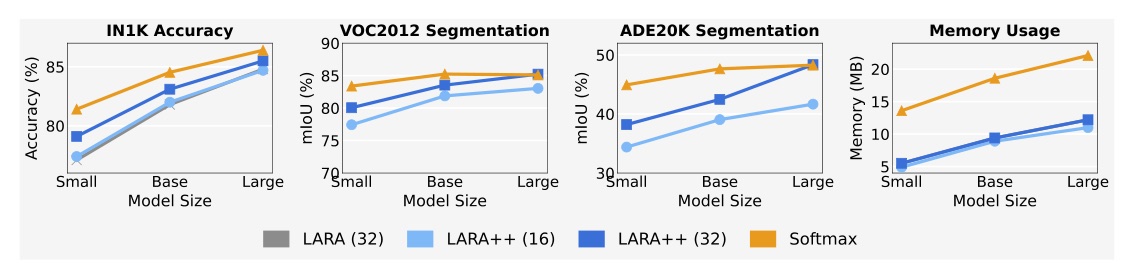 IN1K Accuracy
85
80
Accuracy (%)
Small Base Large
Model Size
VOC2012 Segmentation
90
85
80
75
70
mIoU (%)
Small Base Large
Model Size
ADE20K Segmentation
50
40
30
mIoU (%)
Small Base Large
Model Size
Memory Usage
20
15
10
5
Memory (MB)
Small Base Large
Model Size
LARA (32) LARA++ (16) LARA++ (32) Softmax